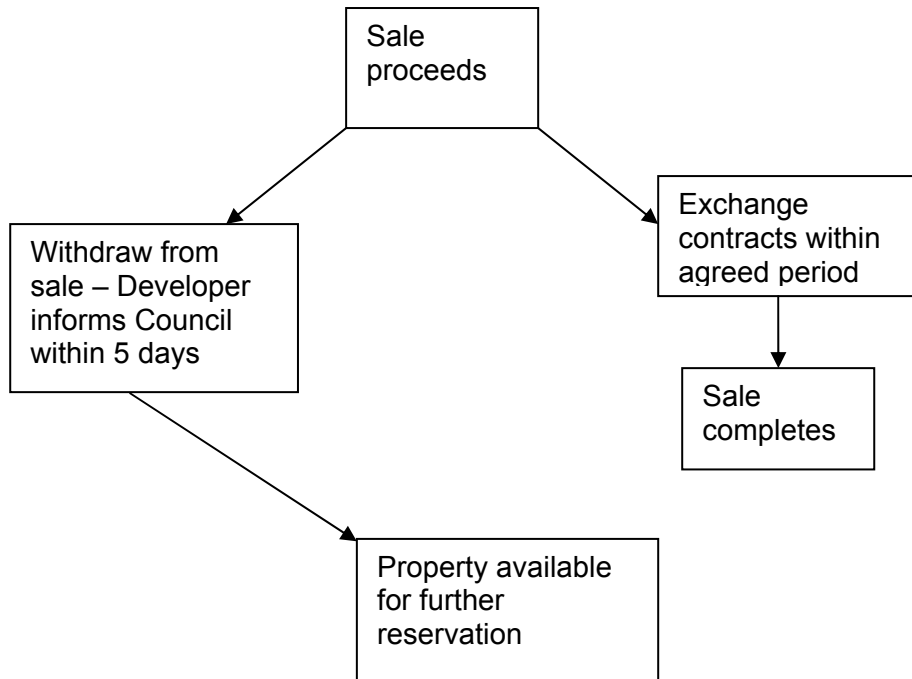 Sale
proceeds
Exchange
contracts within
agreed period
Withdraw from
sale – Developer
informs Council
within 5 days
Sale
completes
Property available
for further
reservation